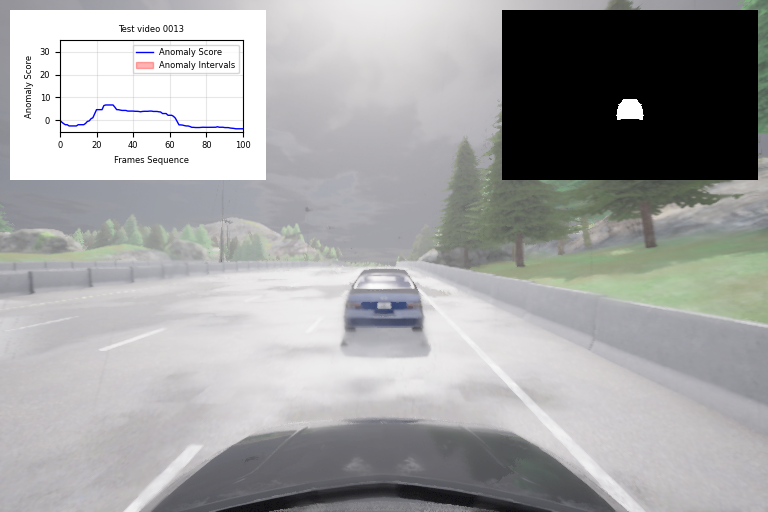 Test video 0013
Anomaly Score
Anomaly Intervals
Anomaly Score
30
20
10
0
0 20 40 60 80 100
Frames Sequence